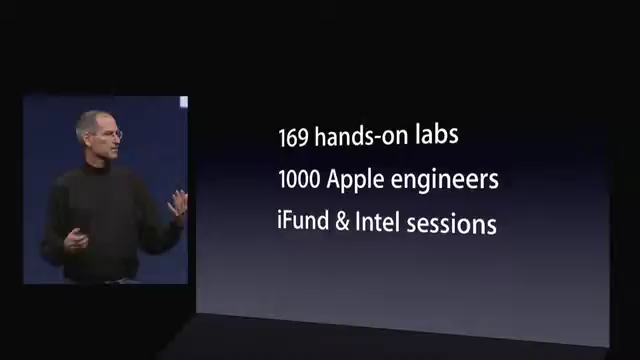 169 hands-on labs
1000 Apple engineers
iFund & Intel sessions